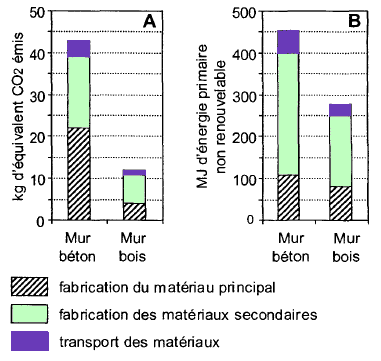 A
B
kg d'équivalent CO2 émis
50
40
30
20
10
0
Mur béton
Mur bois
MJ d'énergie primaire
non renouvelable
500
400
300
200
100
0
Mur béton
Mur bois
fabrication du matériau principal
fabrication des matériaux secondaires
transport des matériaux